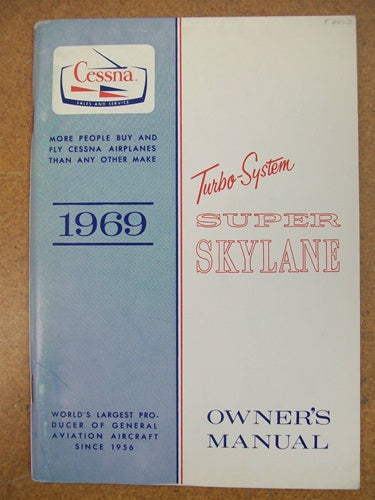 Cessna®
SALES AND SERVICE
MORE PEOPLE BUY AND
FLY CESSNA AIRPLANES
THAN ANY OTHER MAKE
1969
WORLD'S LARGEST PRO-
DUCER OF GENERAL
AVIATION AIRCRAFT
SINCE 1956
Turbo-System
SUPER
SKYLANE
OWNER'S
MANUAL